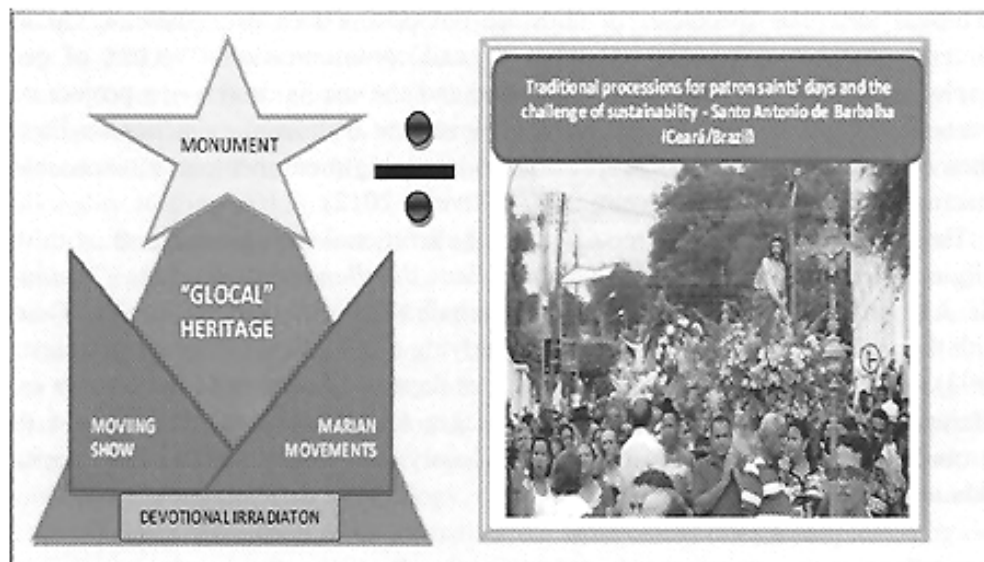 MONUMENT
"GLOCAL"
HERITAGE
MOVIING
SHOW
MARIAN
MOVEMENTS
DEVOTIONAL IRRADIATON
Traditional processions for patron saints' days and the
challenge of sustainability - Santo Antonio de Barbolha
(Ceará/Brazil)